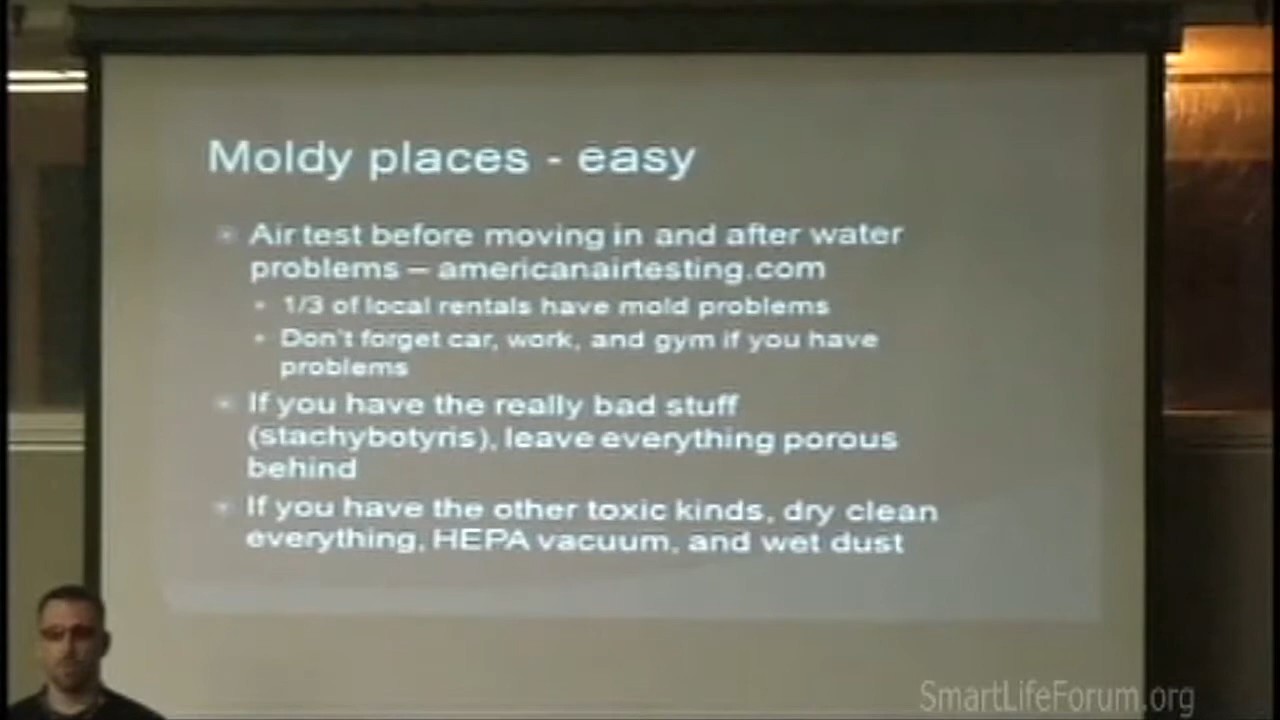 Moldy places - easy
Air test before moving in and after water
problems – americanairtesting.com
1/3 of local rentals have mold problems
Don't forget car, work, and gym if you have
problems
If you have the really bad stuff
(stachybotyris), leave everything porous
behind
If you have the other toxic kinds, dry clean
everything, HEPA vacuum, and wet dust
SmartLifeForum.org